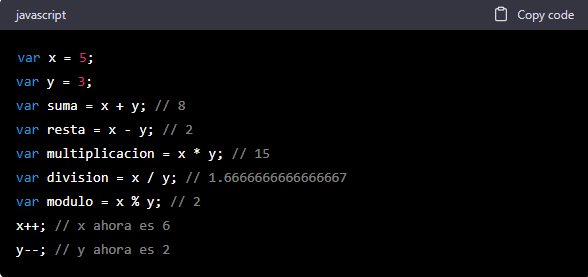 javascript
Copy code
var x = 5;
var y = 3;
var suma = x + y; // 8
var resta = x - y; // 2
var multiplicacion = x * y; // 15
var division = x / y; // 1.6666666666666667
var modulo = x % y; // 2
x++; // x ahora es 6
y--; // y ahora es 2